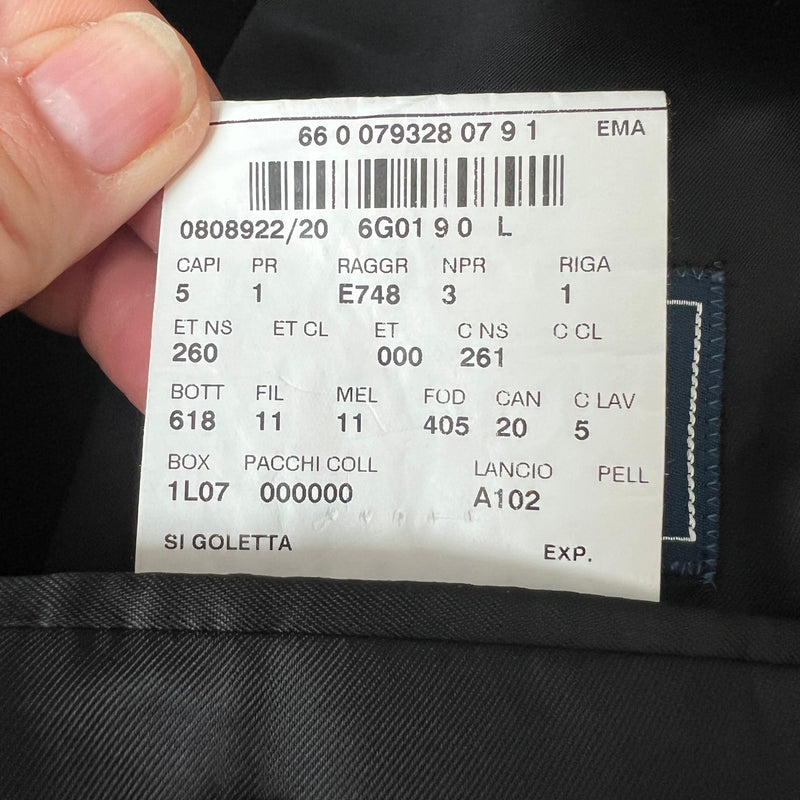 66 0 079328 07 9 1 EMA
0808922/20 6G01 9 0 L
CAPI PR RAGGR NPR RIGA
5 1 E748 3 1
ET NS ET CL ET C NS C CL
260 000 261
BOTT FIL MEL FOD CAN C LAV
618 11 11 405 20 5
BOX PACCHI COLL LANCIO PELL
1L07 000000 A102
SI GOLETTA EXP.